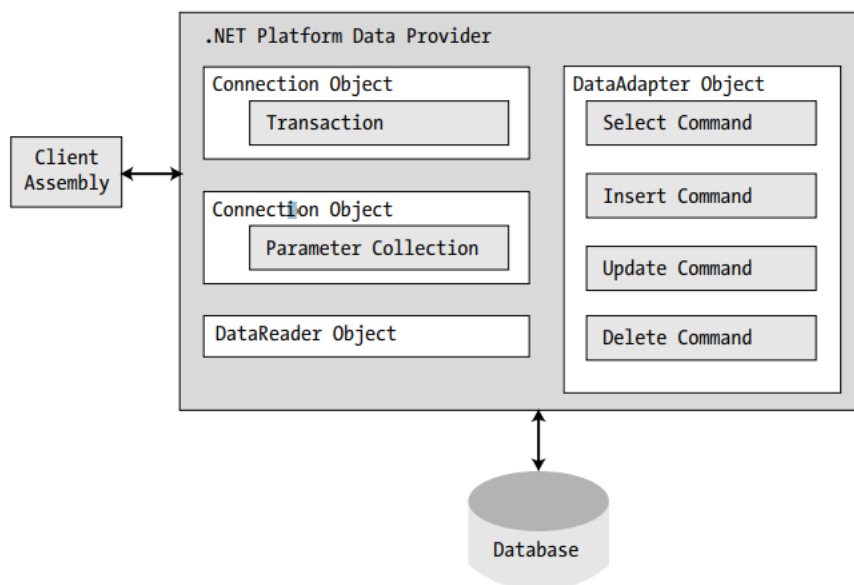 .NET Platform Data Provider
Connection Object
Transaction
Connection Object
Parameter Collection
DataReader Object
DataAdapter Object
Select Command
Insert Command
Update Command
Delete Command
Client
Assembly
Database